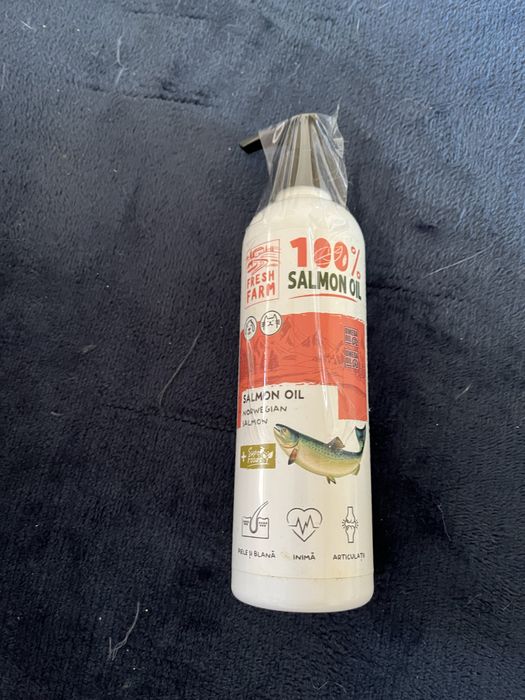 FRESH
FARM
100%
SALMON OIL
SALMON OIL
NORWEGIAN
SALMON
PIELE ȘI BLANĂ
INIMĂ
ARTICULAȚII